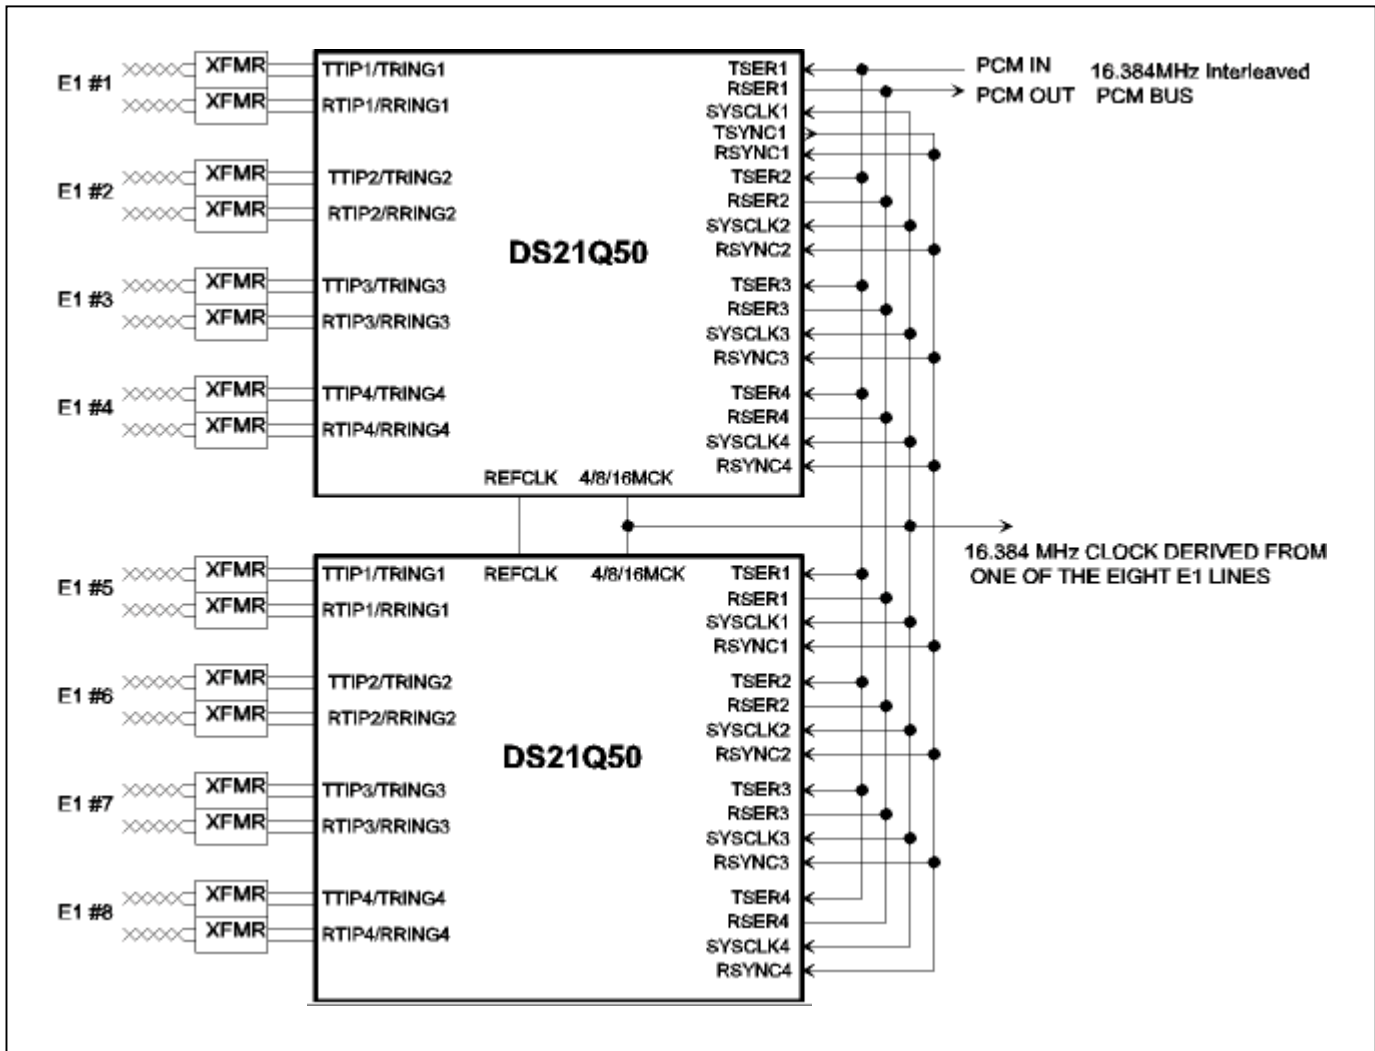 E1 #1
XFMR
XFMR
TTIP1/TRING1
RTIP1/RRING1
E1 #2
XFMR
XFMR
TTIP2/TRING2
RTIP2/RRING2
E1 #3
XFMR
XFMR
TTIP3/TRING3
RTIP3/RRING3
E1 #4
XFMR
XFMR
TTIP4/TRING4
RTIP4/RRING4
DS21Q50
REFCLK 4/8/16MCK
TSER1
RSER1
SYSCLK1
TSYNC1
RSYNC1
TSER2
RSER2
SYSCLK2
RSYNC2
TSER3
RSER3
SYSCLK3
RSYNC3
TSER4
RSER4
SYSCLK4
RSYNC4
PCM IN
PCM OUT
16.384MHz Interleaved
PCM BUS
16.384 MHz CLOCK DERIVED FROM
ONE OF THE EIGHT E1 LINES
E1 #5
XFMR
XFMR
TTIP1/TRING1
RTIP1/RRING1
E1 #6
XFMR
XFMR
TTIP2/TRING2
RTIP2/RRING2
E1 #7
XFMR
XFMR
TTIP3/TRING3
RTIP3/RRING3
E1 #8
XFMR
XFMR
TTIP4/TRING4
RTIP4/RRING4
REFCLK 4/8/16MCK
DS21Q50
TSER1
RSER1
SYSCLK1
RSYNC1
TSER2
RSER2
SYSCLK2
RSYNC2
TSER3
RSER3
SYSCLK3
RSYNC3
TSER4
RSER4
SYSCLK4
RSYNC4